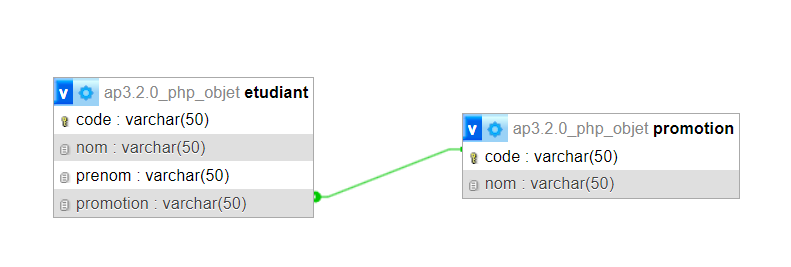 v ap3.2.0_php_objet etudiant
code : varchar(50)
nom : varchar(50)
prenom : varchar(50)
promotion : varchar(50)
v ap3.2.0_php_objet promotion
code : varchar(50)
nom : varchar(50)